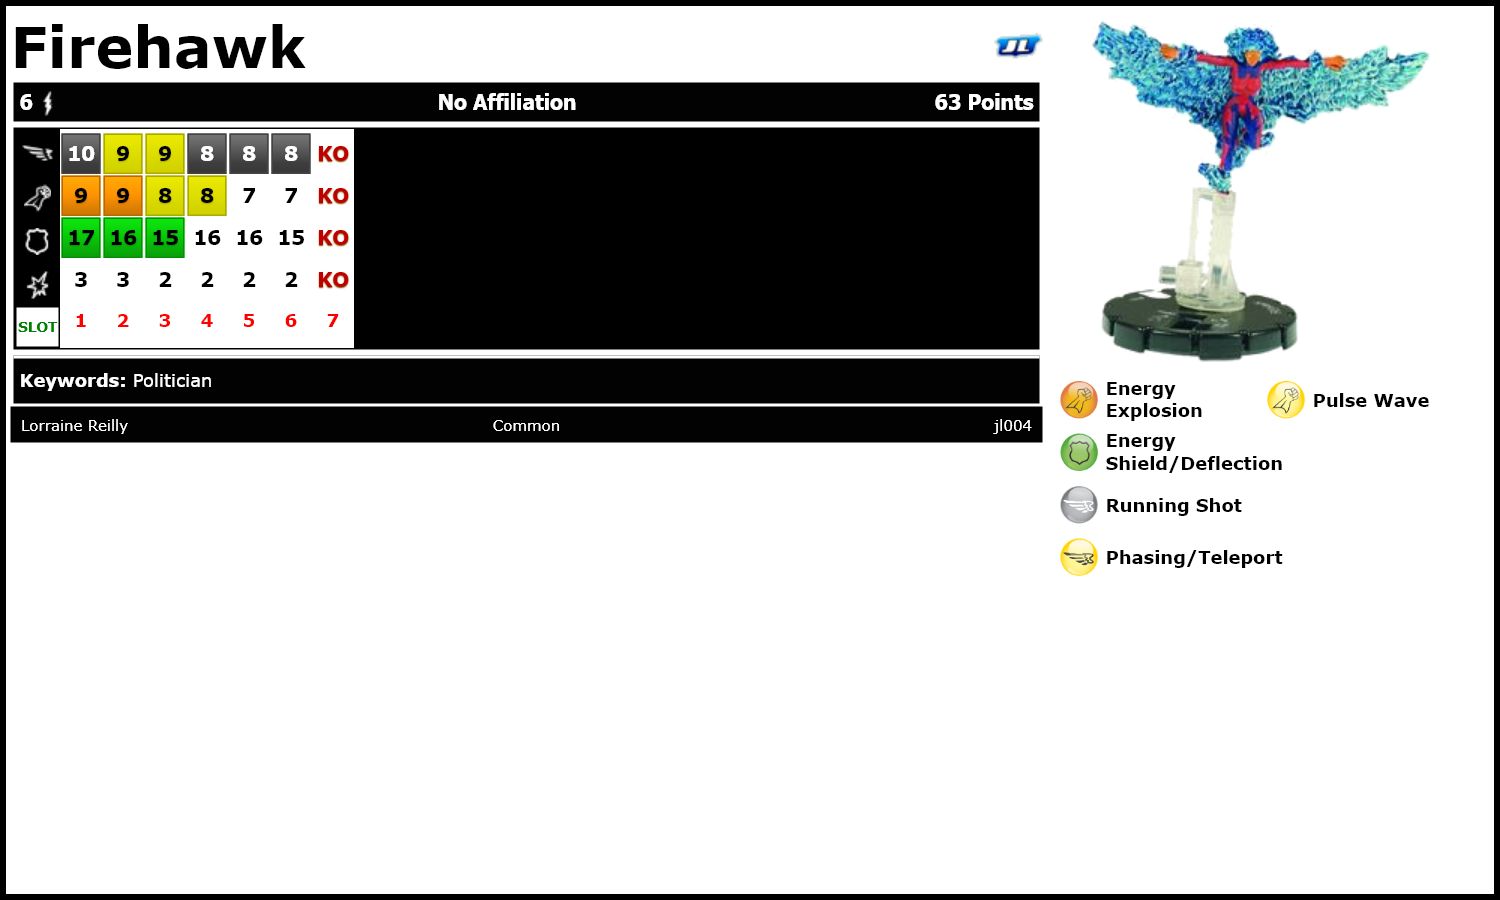 Firehawk
JL
6 No Affiliation 63 Points
10 9 9 8 8 8 KO
9 9 8 8 7 7 KO
17 16 15 16 16 15 KO
3 3 2 2 2 2 KO
SLOT 1 2 3 4 5 6 7
Keywords: Politician
Lorraine Reilly Common jl004
Energy
Explosion
Pulse Wave
Energy
Shield/Deflection
Running Shot
Phasing/Teleport